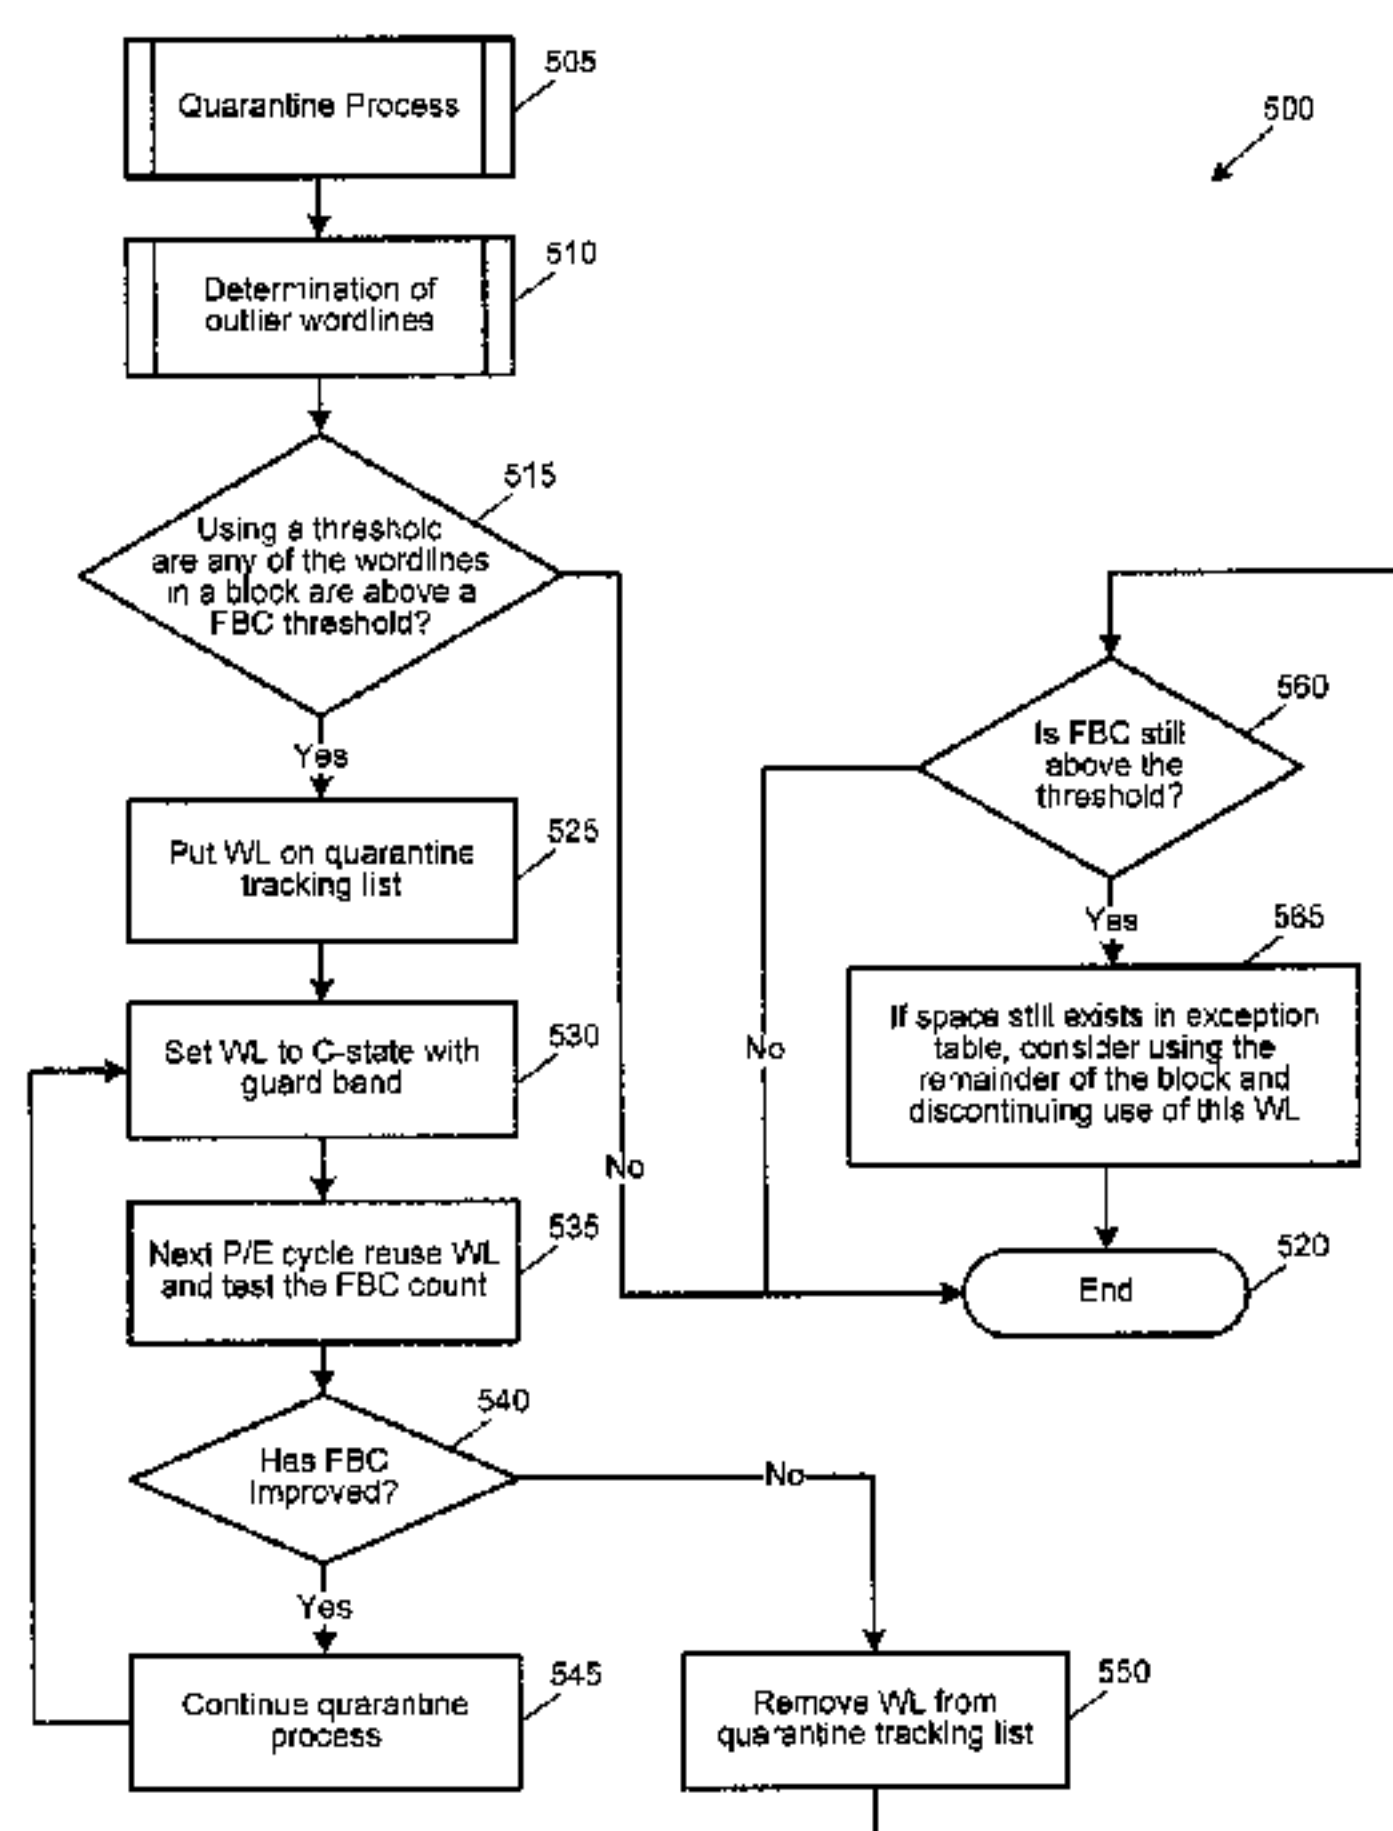 505
Quarantine Process
500
510
Determination of
outlier wordlines
515
Using a threshold
are any of the wordlines
in a block are above a
FBC threshold?
Yes
525
Put WL on quarantine
tracking list
530
Set WL to C-state with
guard band
No
535
Next P/E cycle reuse WL
and test the FBC count
540
Has FBC
Improved?
No
Yes
545
Continue quarantine
process
550
Remove WL from
quarantine tracking list
560
Is FBC still
above the
threshold?
Yes
No
565
If space still exists in exception
table, consider using the
remainder of the block and
discontinuing use of this WL
520
End